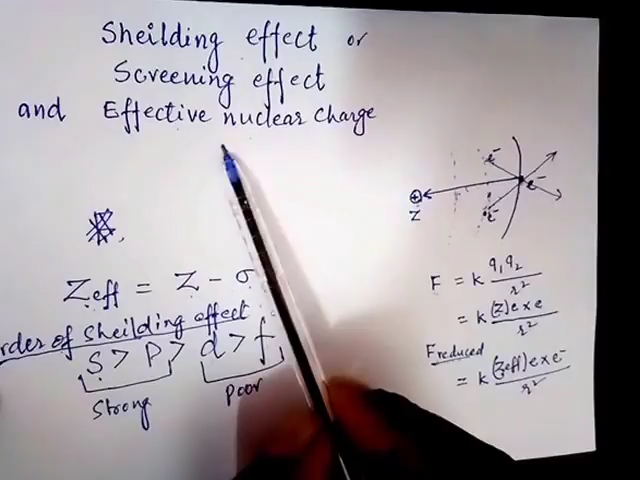 Sheilding effect or
Screening effect
and Effective nuclear charge
Zeff = Z - σ
rder of sheilding effect
S > P > d > f
Strong
Poor
e⁻
e⁻
e⁻
⊕
Z
F = k q₁q₂/r²
= k (Z)e×e/r²
Freduced
= k (Zeff)e×e⁻/r²